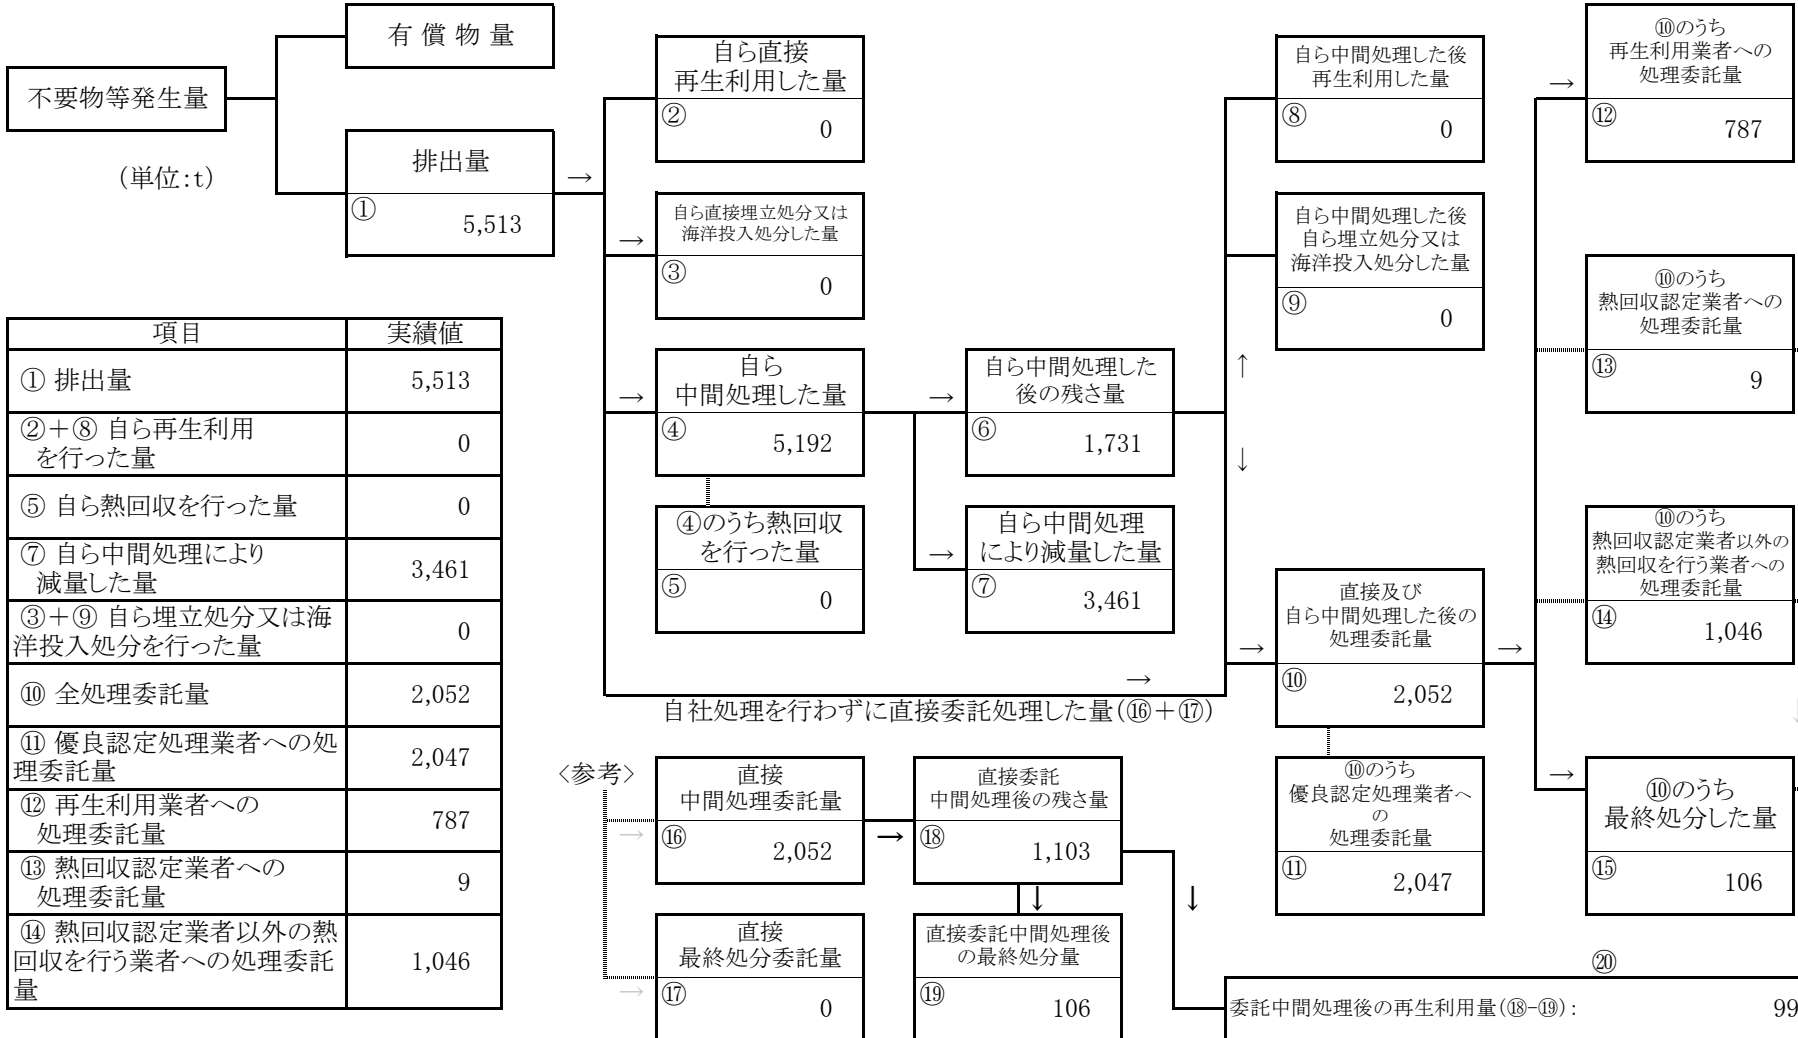 有 償 物 量
不要物等発生量
(単位:t)
排出量
①
5,513
→
自ら直接
再生利用した量
②
0
→
自ら直接埋立処分又は
海洋投入処分した量
③
0
→
自ら
中間処理した量
④
5,192
④のうち熱回収
を行った量
⑤
0
→
自ら中間処理した
後の残さ量
⑥
1,731
→
自ら中間処理
により減量した量
⑦
3,461
自ら中間処理した後
再生利用した量
⑧
0
自ら中間処理した後
自ら埋立処分又は
海洋投入処分した量
⑨
0
↑
↓
→
自社処理を行わずに直接委託処理した量(⑯+⑰)
→
直接及び
自ら中間処理した後の
処理委託量
⑩
2,052
→
⑩のうち
優良認定処理業者へ
の
処理委託量
⑪
2,047
→
⑩のうち
再生利用業者への
処理委託量
⑫
787
⑩のうち
熱回収認定業者への
処理委託量
⑬
9
⑩のうち
熱回収認定業者以外の
熱回収を行う業者への
処理委託量
⑭
1,046
→
⑩のうち
最終処分した量
⑮
106
項目 実績値
① 排出量 5,513
②+⑧ 自ら再生利用
を行った量 0
⑤ 自ら熱回収を行った量 0
⑦ 自ら中間処理により
減量した量 3,461
③+⑨ 自ら埋立処分又は海
洋投入処分を行った量 0
⑩ 全処理委託量 2,052
⑪ 優良認定処理業者への処
理委託量 2,047
⑫ 再生利用業者への
処理委託量 787
⑬ 熱回収認定業者への
処理委託量 9
⑭ 熱回収認定業者以外の熱
回収を行う業者への処理委託
量 1,046
<参考>
→
直接
中間処理委託量
⑯
2,052
→
直接委託
中間処理後の残さ量
⑱
1,103
↓
↓
→
直接
最終処分委託量
⑰
0
直接委託中間処理後
の最終処分量
⑲
106
⑳
委託中間処理後の再生利用量(⑱-⑲): 99